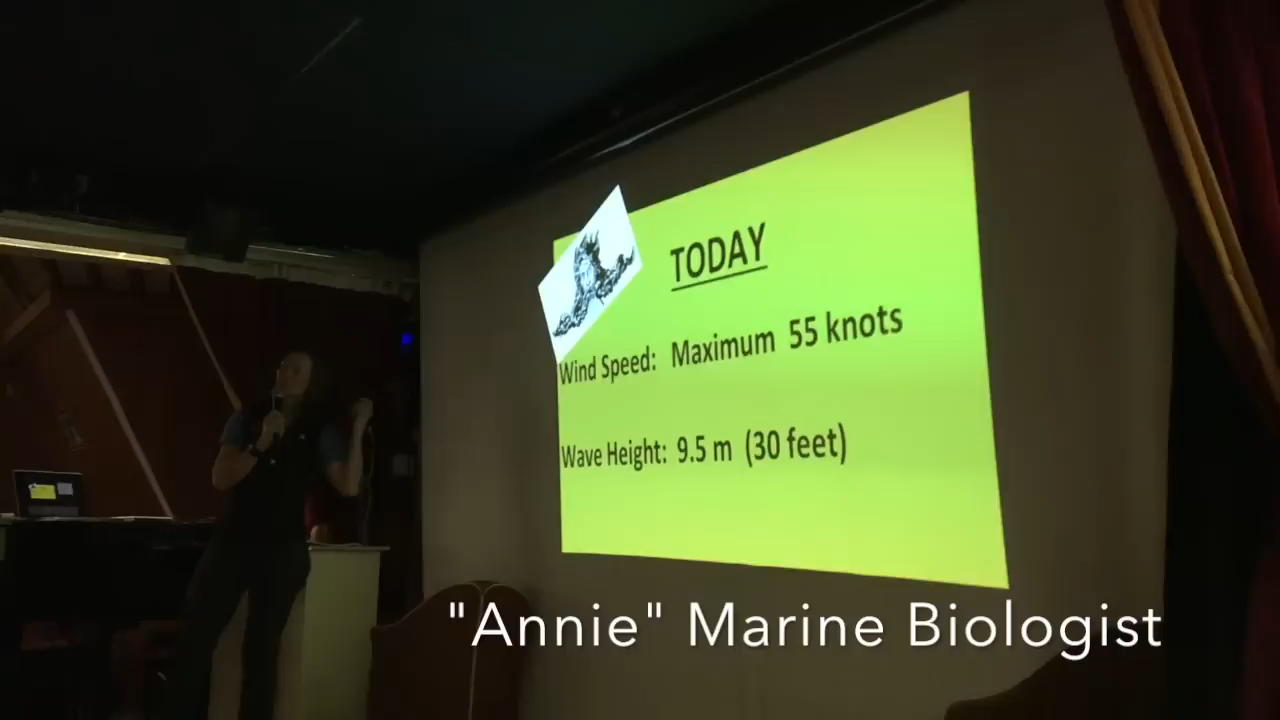 TODAY
Wind Speed: Maximum 55 knots
Wave Height: 9.5 m (30 feet)
"Annie" Marine Biologist